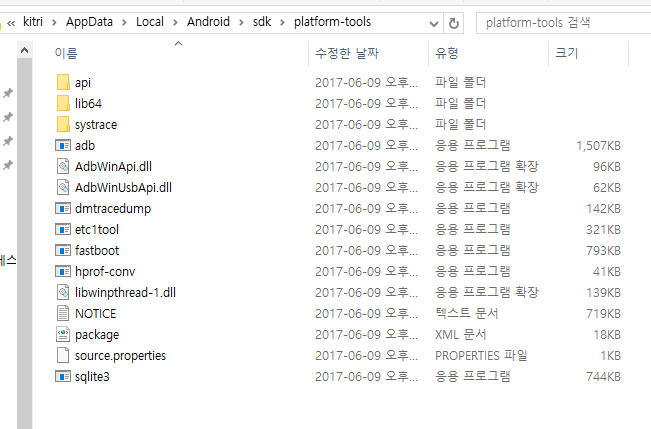 « kitri > AppData > Local > Android > sdk > platform-tools
platform-tools 검색
이름 수정한 날짜 유형 크기
api 2017-06-09 오후... 파일 폴더
lib64 2017-06-09 오후... 파일 폴더
systrace 2017-06-09 오후... 파일 폴더
adb 2017-06-09 오후... 응용 프로그램 1,507KB
AdbWinApi.dll 2017-06-09 오후... 응용 프로그램 확장 96KB
AdbWinUsbApi.dll 2017-06-09 오후... 응용 프로그램 확장 62KB
dmtracedump 2017-06-09 오후... 응용 프로그램 142KB
etc1tool 2017-06-09 오후... 응용 프로그램 321KB
fastboot 2017-06-09 오후... 응용 프로그램 793KB
hprof-conv 2017-06-09 오후... 응용 프로그램 41KB
libwinpthread-1.dll 2017-06-09 오후... 응용 프로그램 확장 139KB
NOTICE 2017-06-09 오후... 텍스트 문서 719KB
package 2017-06-09 오후... XML 문서 18KB
source.properties 2017-06-09 오후... PROPERTIES 파일 1KB
sqlite3 2017-06-09 오후... 응용 프로그램 744KB